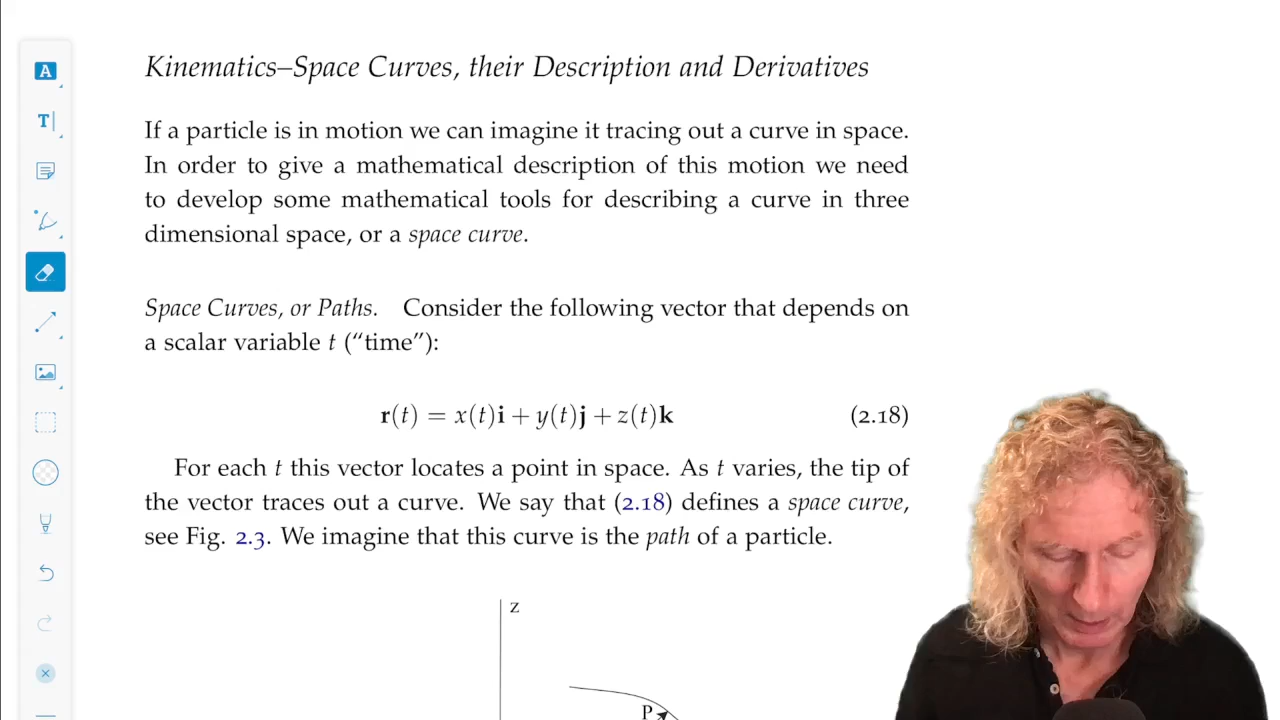 Kinematics–Space Curves, their Description and Derivatives
If a particle is in motion we can imagine it tracing out a curve in space.
In order to give a mathematical description of this motion we need
to develop some mathematical tools for describing a curve in three
dimensional space, or a space curve.
Space Curves, or Paths. Consider the following vector that depends on
a scalar variable t (“time”):
r(t) = x(t)i + y(t)j + z(t)k (2.18)
For each t this vector locates a point in space. As t varies, the tip of
the vector traces out a curve. We say that (2.18) defines a space curve,
see Fig. 2.3. We imagine that this curve is the path of a particle.
z
P
A
T